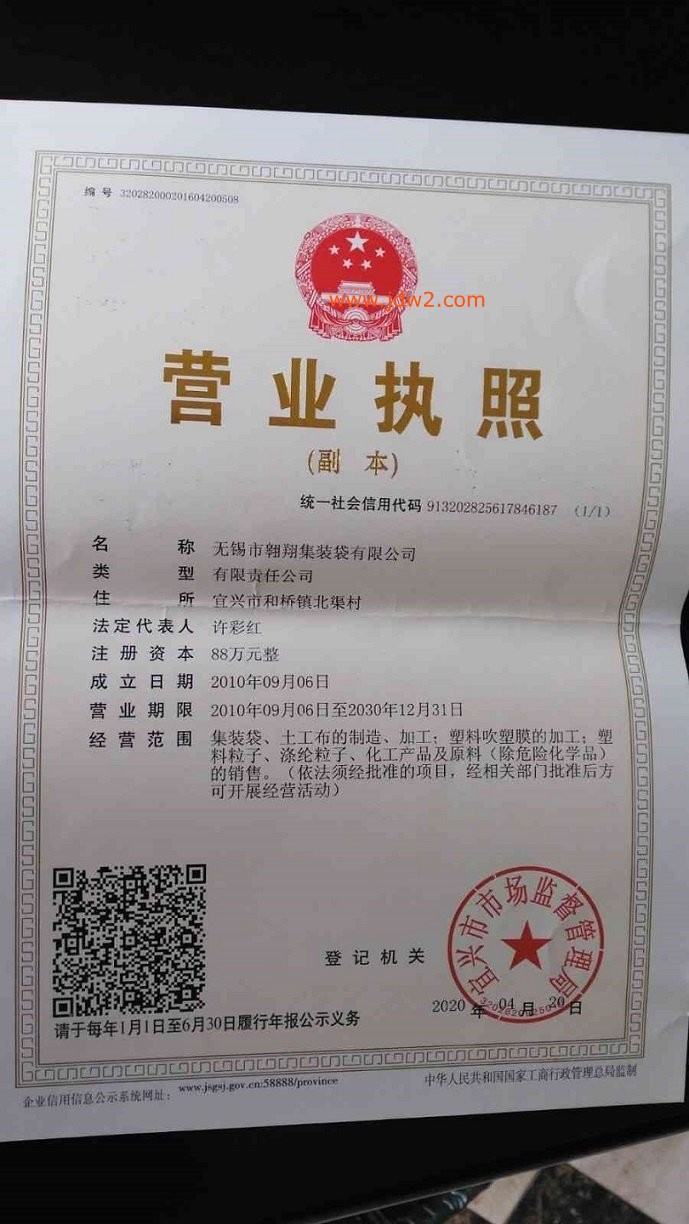 编号 320282000201604200508
www.jdw2.com
营业执照
(副 本)
统一社会信用代码 913202825617846187 (1/1)
名称 无锡市翱翔集装袋有限公司
类型 有限责任公司
住所 宜兴市和桥镇北渠村
法定代表人 许彩红
注册资本 88万元整
成立日期 2010年09月06日
营业期限 2010年09月06日至2030年12月31日
经营范围 集装袋、土工布的制造、加工；塑料吹塑膜的加工；塑
料粒子、涤纶粒子、化工产品及原料（除危险化学品）
的销售。（依法须经批准的项目，经相关部门批准后方
可开展经营活动）
宜兴市市场监督管理局
登记机关
2020年04月20日
请于每年1月1日至6月30日履行年报公示义务
企业信用信息公示系统网址： www.jsgsj.gov.cn:58888/province
中华人民共和国国家工商行政管理总局监制